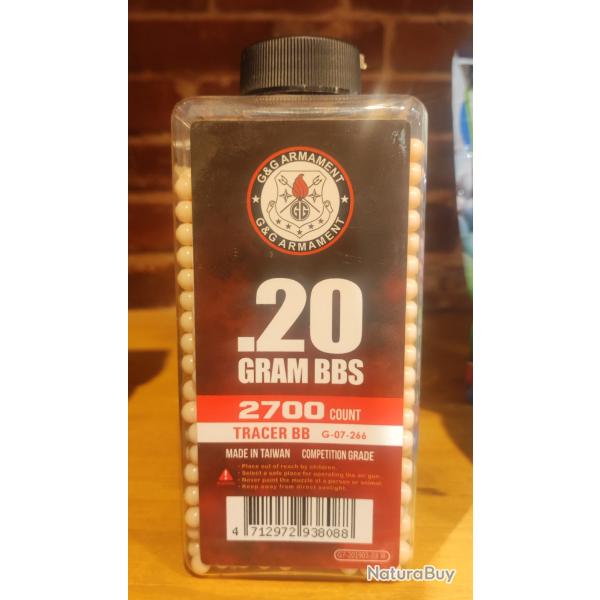 G&G ARMAMENT
G&G ARMAMENT
GG
.20
GRAM BBS
2700 COUNT
TRACER BB G-07-266
MADE IN TAIWAN COMPETITION GRADE
- Place out of reach by children.
- Select a safe place for operating the air gun.
- Never point the muzzle at a person or animal.
- Keep away from direct sunlight.
4 712972 938088
NaturaBuy